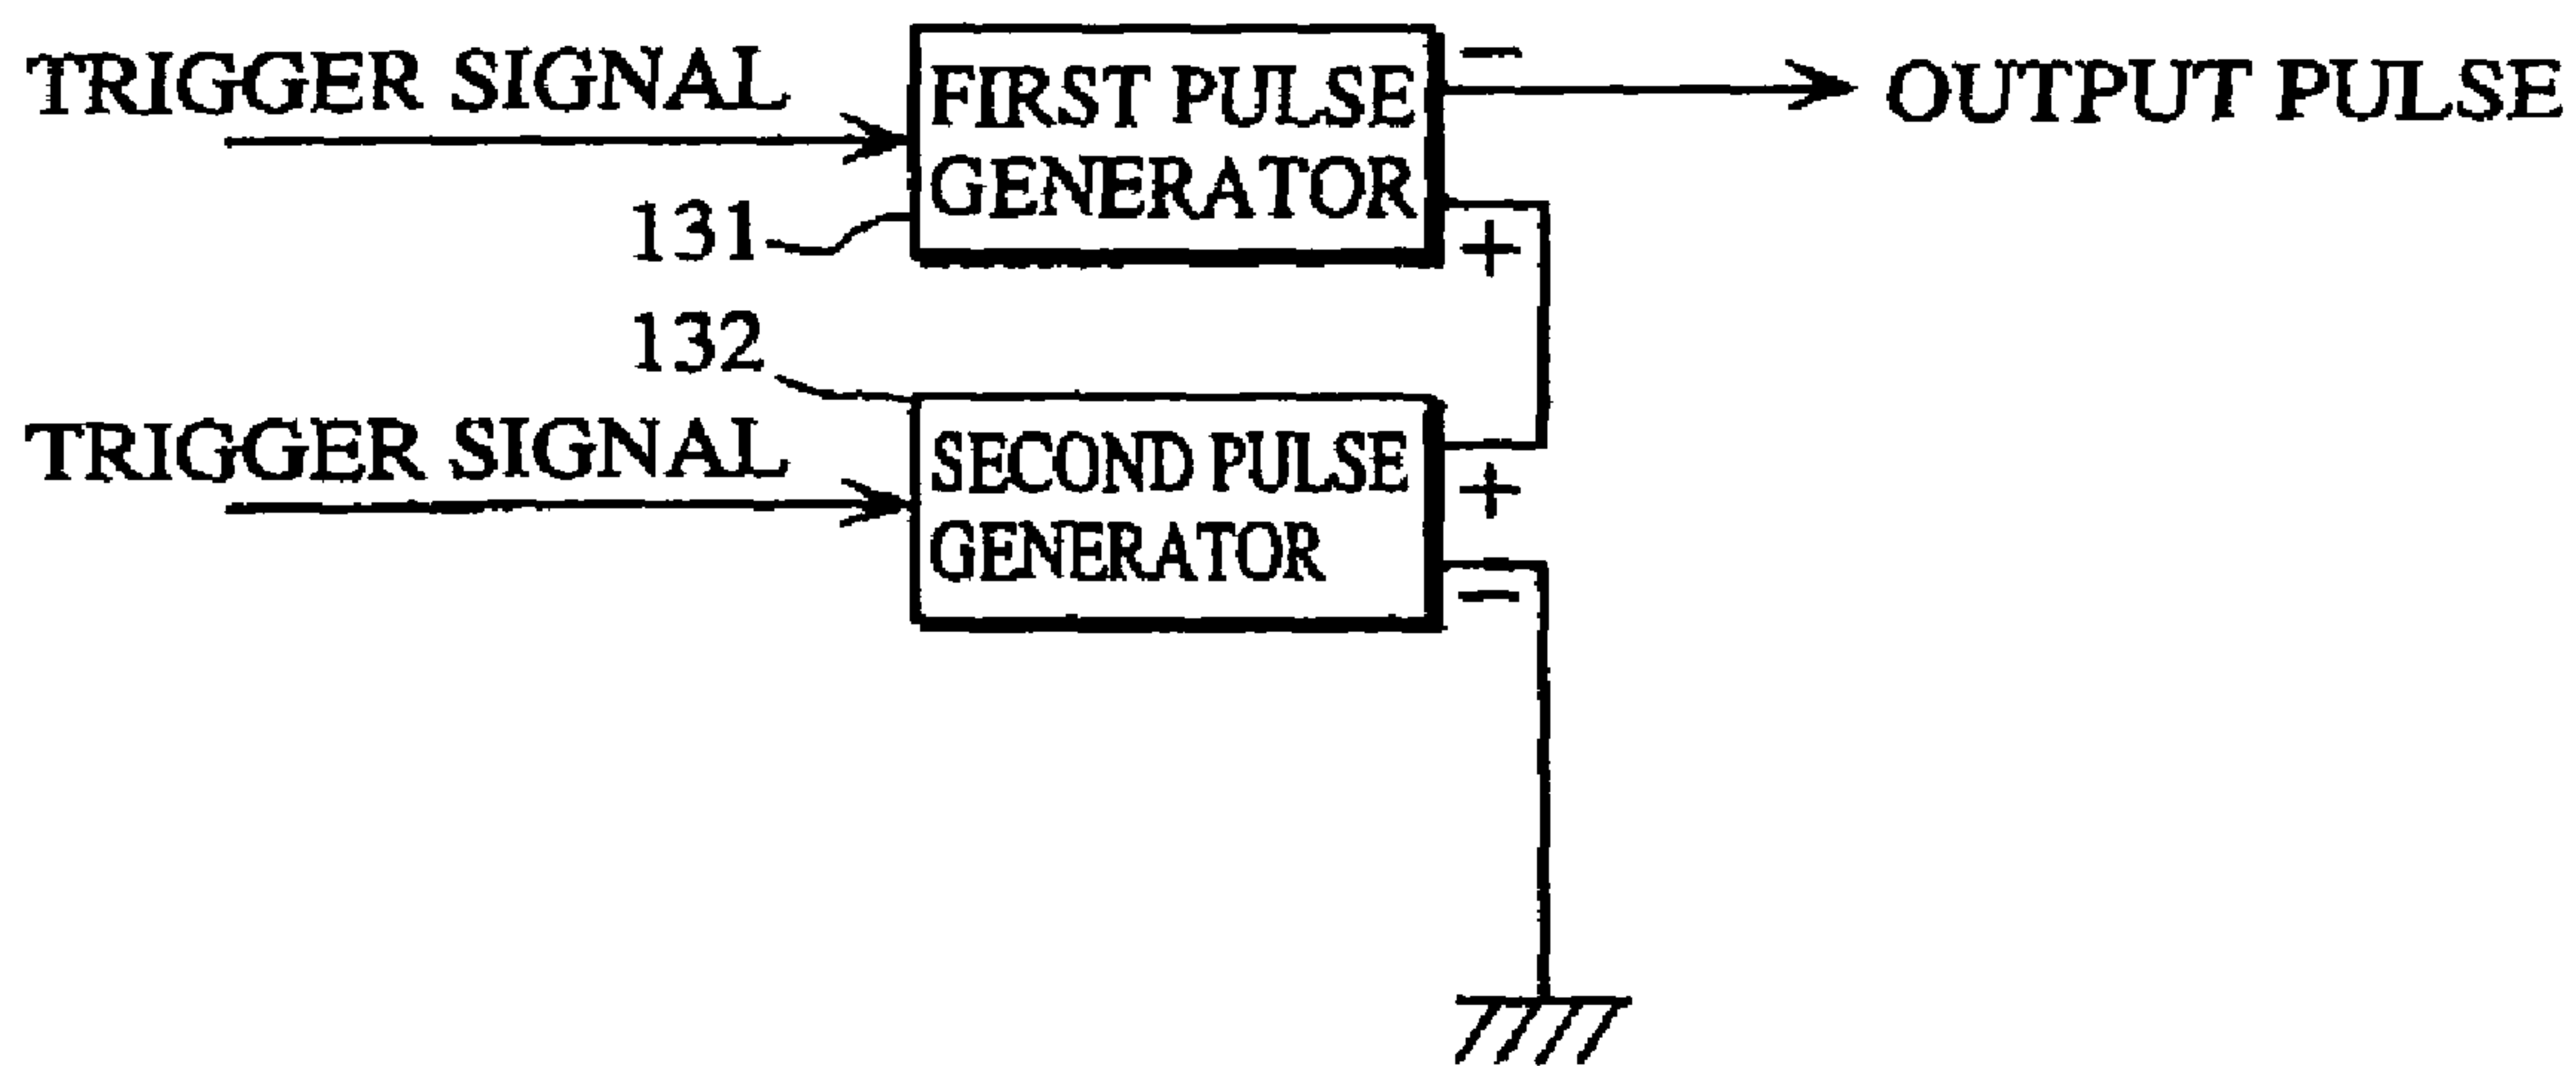 TRIGGER SIGNAL
FIRST PULSE
GENERATOR
−
+
OUTPUT PULSE
131
132
TRIGGER SIGNAL
SECOND PULSE
GENERATOR
+
−